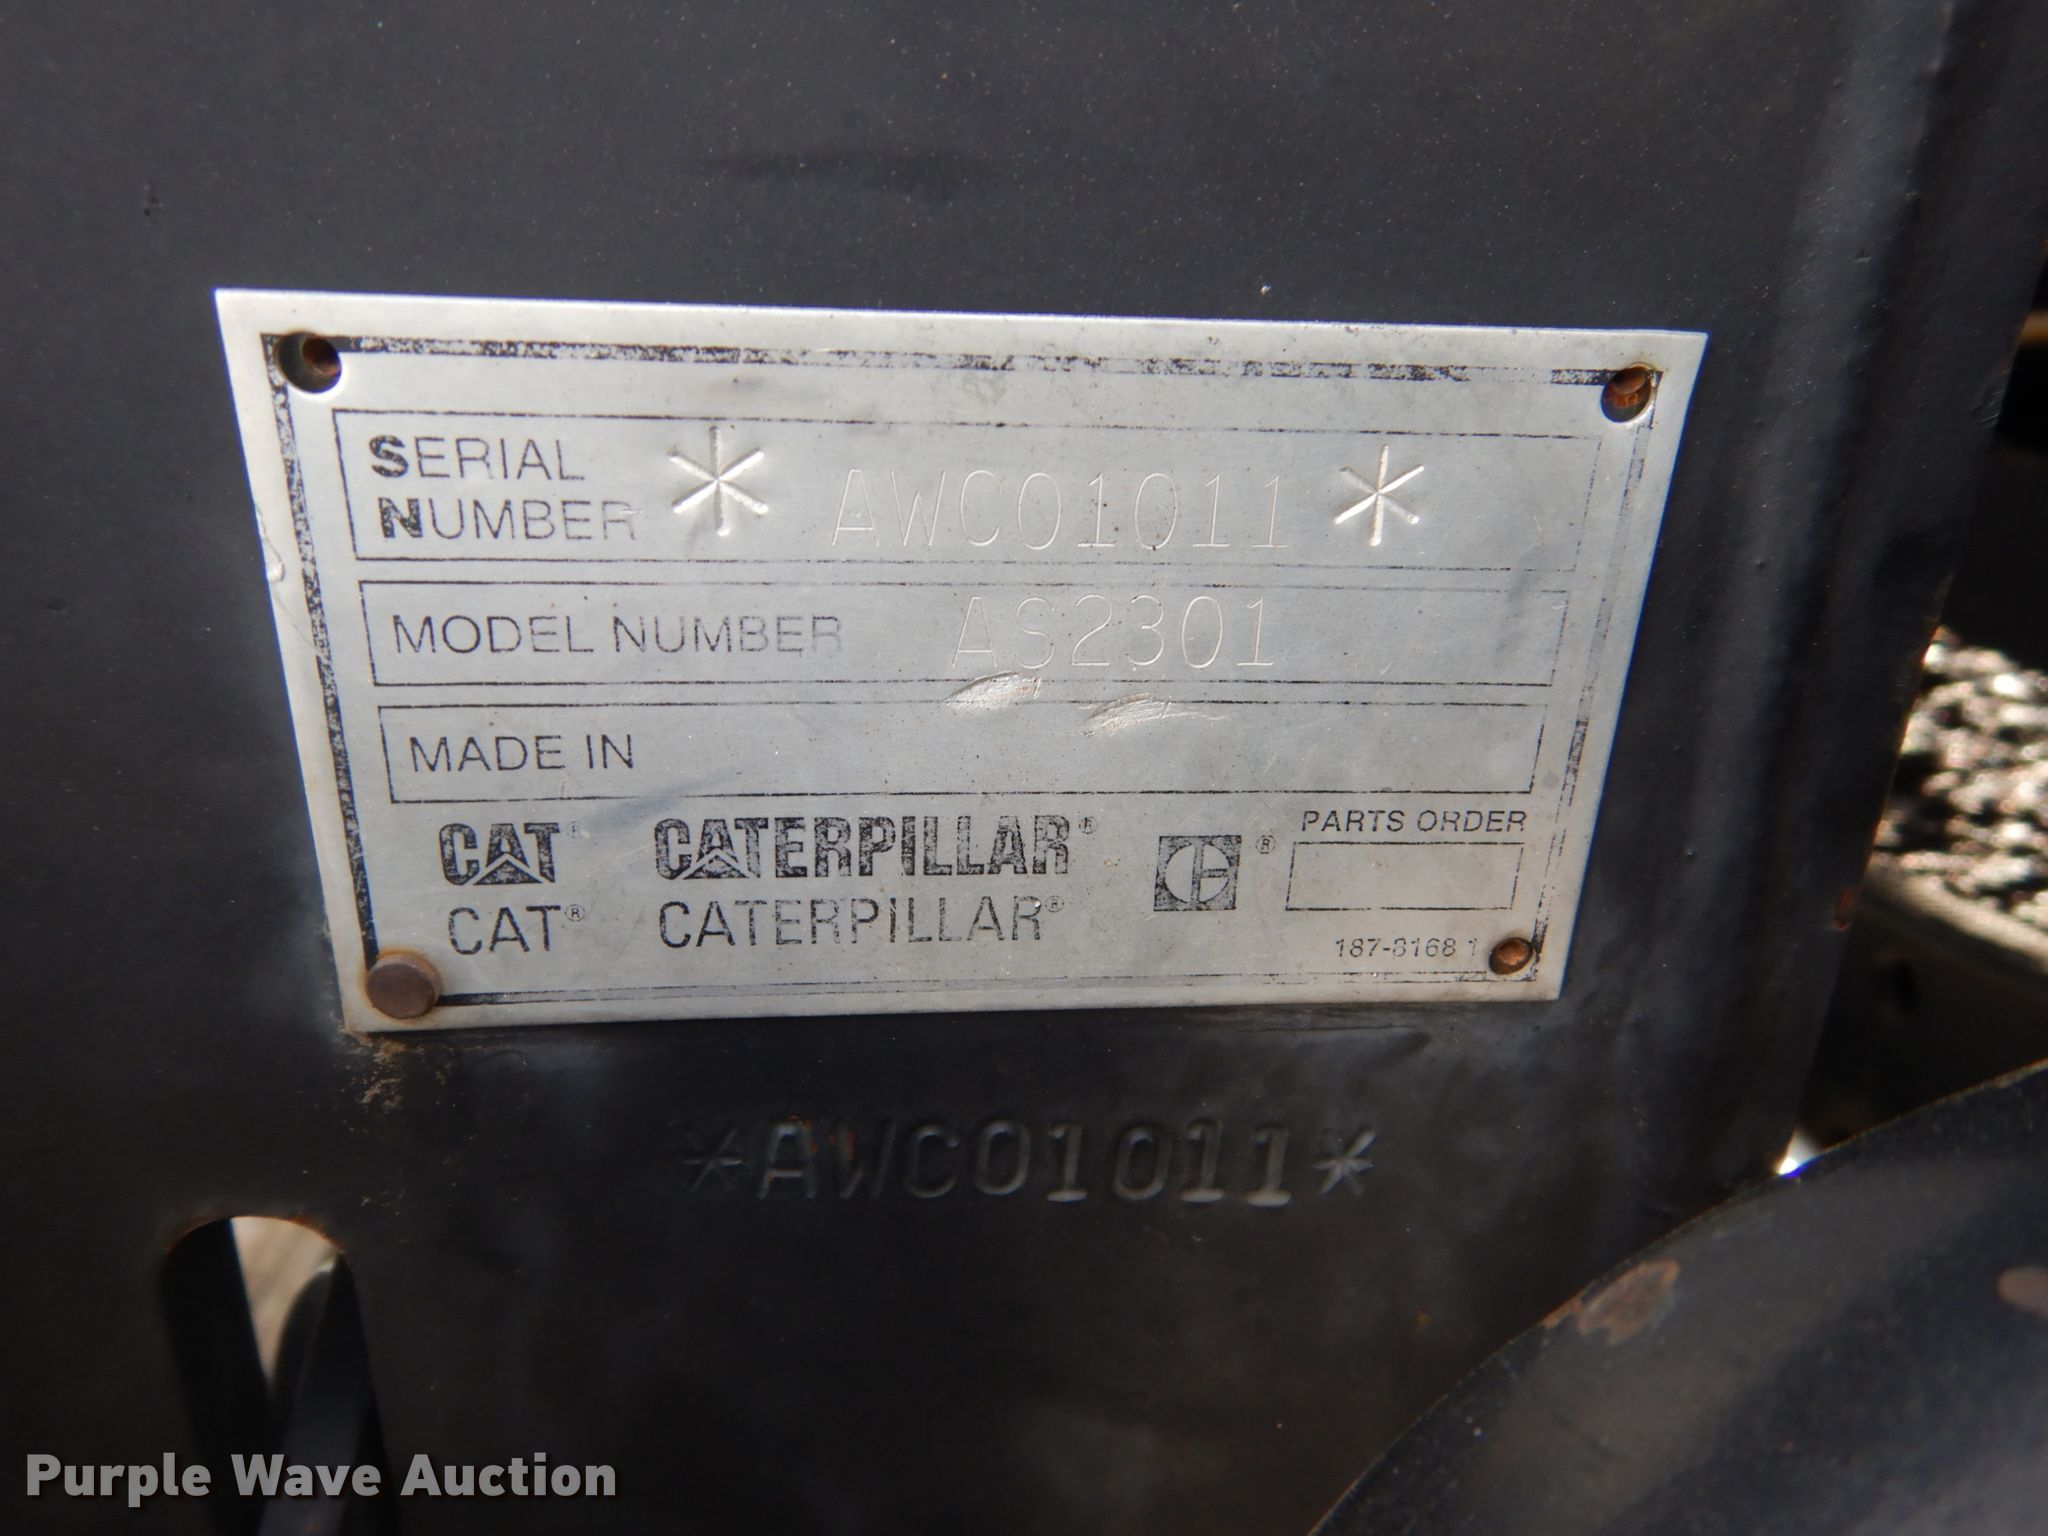 SERIAL
NUMBER *AWC01011*
MODEL NUMBER AS2301
MADE IN
CAT® CATERPILLAR® ®
PARTS ORDER
CAT® CATERPILLAR®
187-8168 1
*AWC01011*
Purple Wave Auction